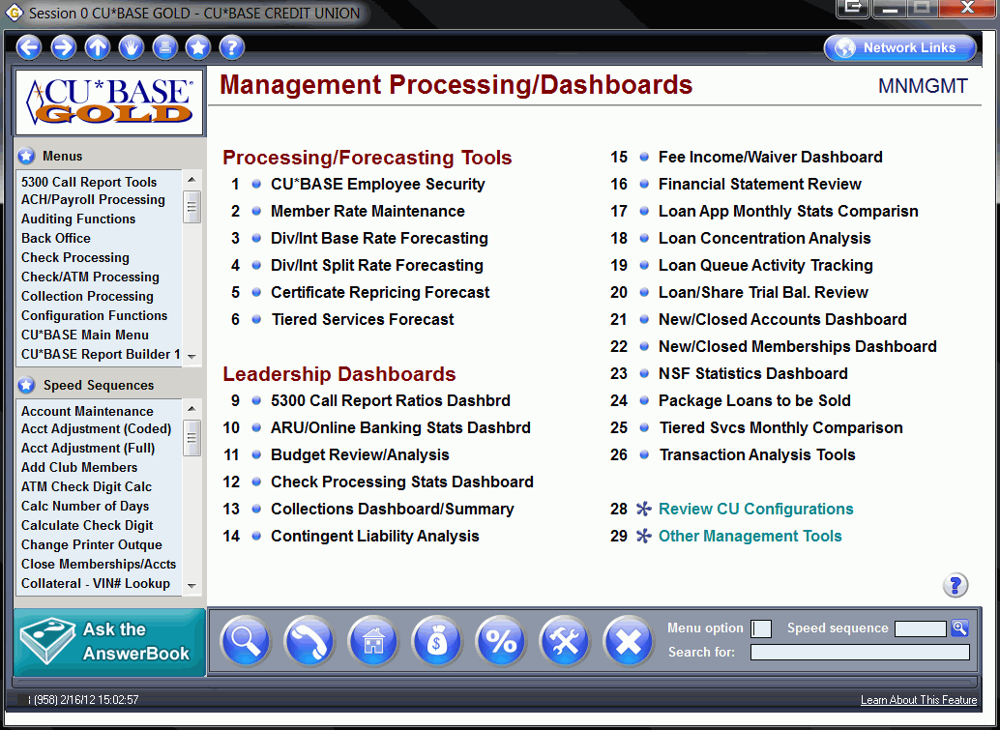 Session 0 CU*BASE GOLD - CU*BASE CREDIT UNION
Network Links
CU*BASE
GOLD
Management Processing/Dashboards
MNMGMT
Menus
5300 Call Report Tools
ACH/Payroll Processing
Auditing Functions
Back Office
Check Processing
Check/ATM Processing
Collection Processing
Configuration Functions
CU*BASE Main Menu
CU*BASE Report Builder 1
Speed Sequences
Account Maintenance
Acct Adjustment (Coded)
Acct Adjustment (Full)
Add Club Members
ATM Check Digit Calc
Calc Number of Days
Calculate Check Digit
Change Printer Outque
Close Memberships/Accts
Collateral - VIN# Lookup
Ask the
AnswerBook
Processing/Forecasting Tools
1 CU*BASE Employee Security
2 Member Rate Maintenance
3 Div/Int Base Rate Forecasting
4 Div/Int Split Rate Forecasting
5 Certificate Repricing Forecast
6 Tiered Services Forecast
Leadership Dashboards
9 5300 Call Report Ratios Dashbrd
10 ARU/Online Banking Stats Dashbrd
11 Budget Review/Analysis
12 Check Processing Stats Dashboard
13 Collections Dashboard/Summary
14 Contingent Liability Analysis
15 Fee Income/Waiver Dashboard
16 Financial Statement Review
17 Loan App Monthly Stats Comparisn
18 Loan Concentration Analysis
19 Loan Queue Activity Tracking
20 Loan/Share Trial Bal. Review
21 New/Closed Accounts Dashboard
22 New/Closed Memberships Dashboard
23 NSF Statistics Dashboard
24 Package Loans to be Sold
25 Tiered Svcs Monthly Comparison
26 Transaction Analysis Tools
28 Review CU Configurations
29 Other Management Tools
Menu option
Speed sequence
Search for:
(958) 2/16/12 15:02:57
Learn About This Feature